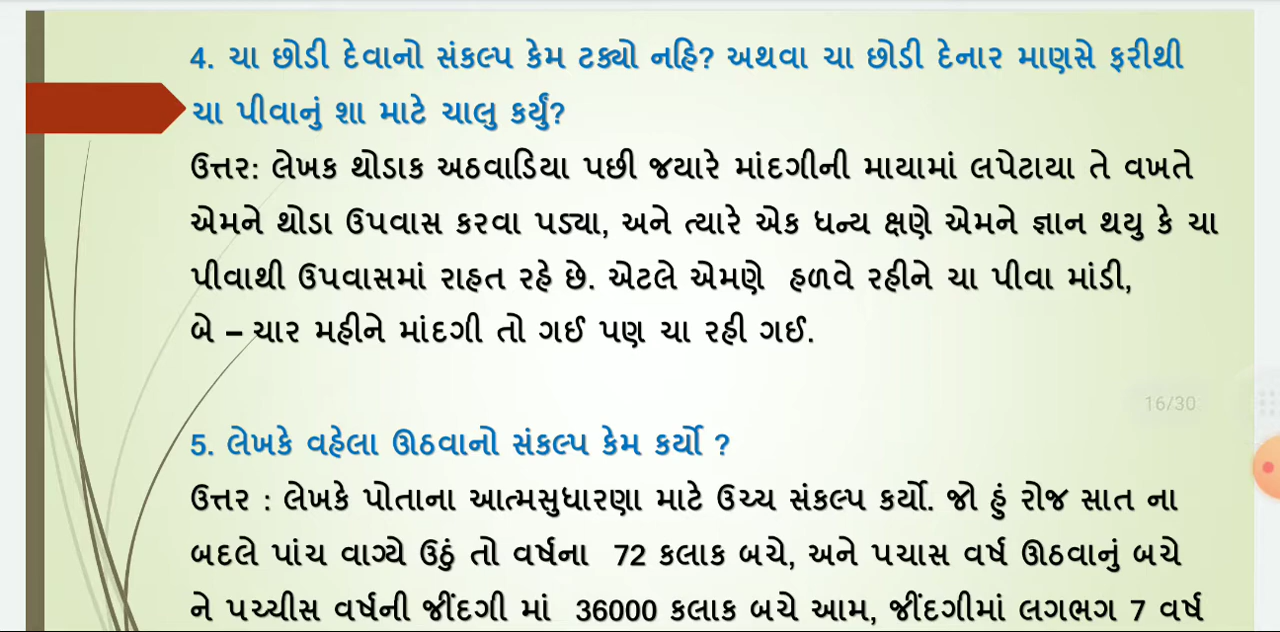 4. ચા છોડી દેવાનો સંકલ્પ કેમ ટક્યો નહિ? અથવા ચા છોડી દેનાર માણસે ફરીથી
ચા પીવાનું શા માટે ચાલુ કર્યું?
ઉત્તર: લેખક થોડાક અઠવાડિયા પછી જયારે માંદગીની માયામાં લપેટાયા તે વખતે
એમને થોડા ઉપવાસ કરવા પડ્યા, અને ત્યારે એક ધન્ય ક્ષણે એમને જ્ઞાન થયુ કે ચા
પીવાથી ઉપવાસમાં રાહત રહે છે. એટલે એમણે હળવે રહીને ચા પીવા માંડી,
બે – ચાર મહીને માંદગી તો ગઈ પણ ચા રહી ગઈ.
16/30
5. લેખકે વહેલા ઊઠવાનો સંકલ્પ કેમ કર્યો ?
ઉત્તર : લેખકે પોતાના આત્મસુધારણા માટે ઉચ્ચ સંકલ્પ કર્યો. જો હું રોજ સાત ના
બદલે પાંચ વાગ્યે ઉઠું તો વર્ષના 72 કલાક બચે, અને પચાસ વર્ષ ઊઠવાનું બચે
ને પચ્ચીસ વર્ષની જીંદગી માં 36000 કલાક બચે આમ, જીંદગીમાં લગભગ 7 વર્ષ